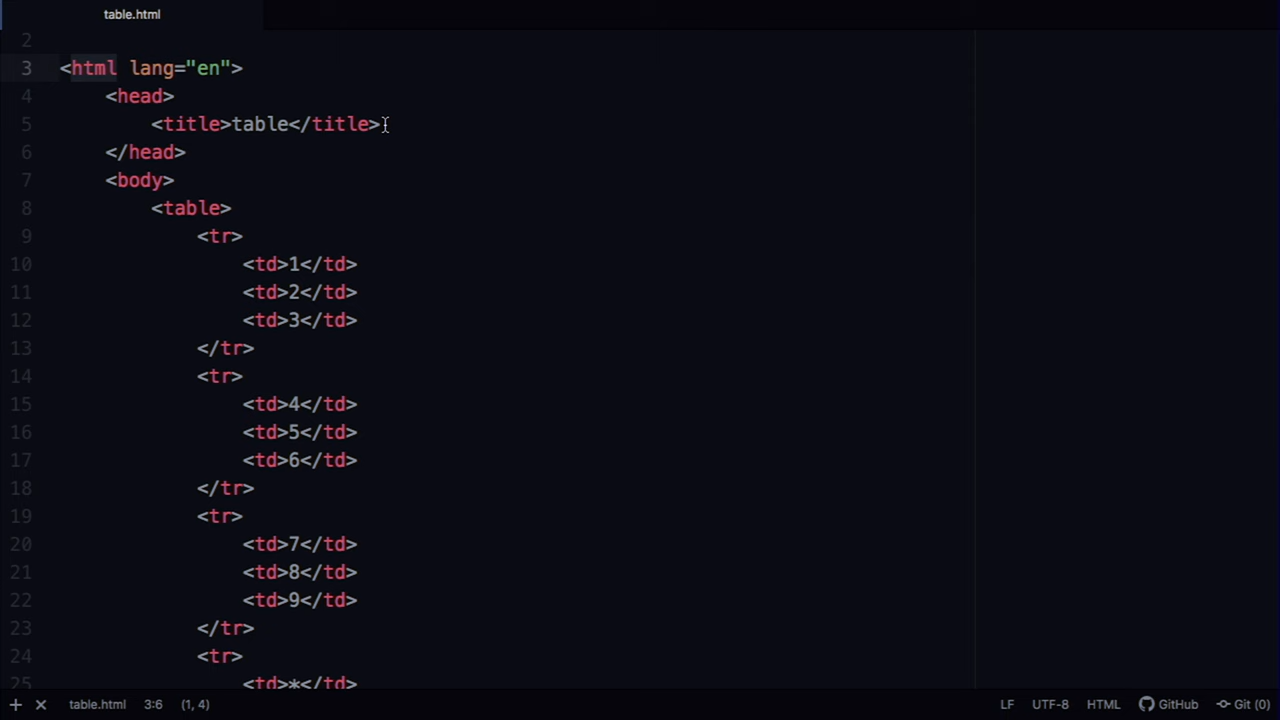 table.html
2
3 <html lang="en">
4 <head>
5 <title>table</title>
6 </head>
7 <body>
8 <table>
9 <tr>
10 <td>1</td>
11 <td>2</td>
12 <td>3</td>
13 </tr>
14 <tr>
15 <td>4</td>
16 <td>5</td>
17 <td>6</td>
18 </tr>
19 <tr>
20 <td>7</td>
21 <td>8</td>
22 <td>9</td>
23 </tr>
24 <tr>
25 <td>*</td>
table.html 3:6 (1, 4) LF UTF-8 HTML GitHub Git (0)